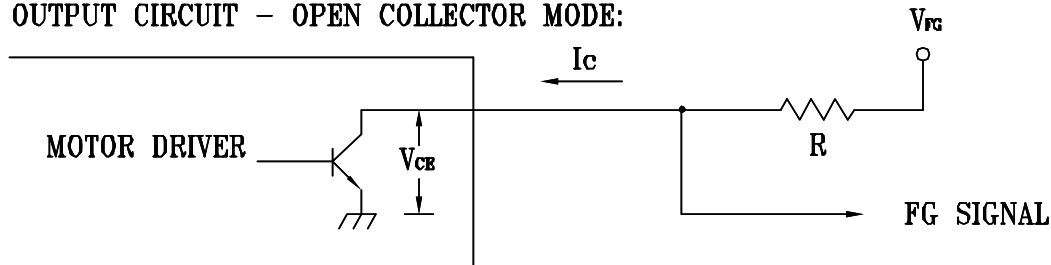 OUTPUT CIRCUIT – OPEN COLLECTOR MODE:
VFG
Ic
MOTOR DRIVER
VCE
R
FG SIGNAL